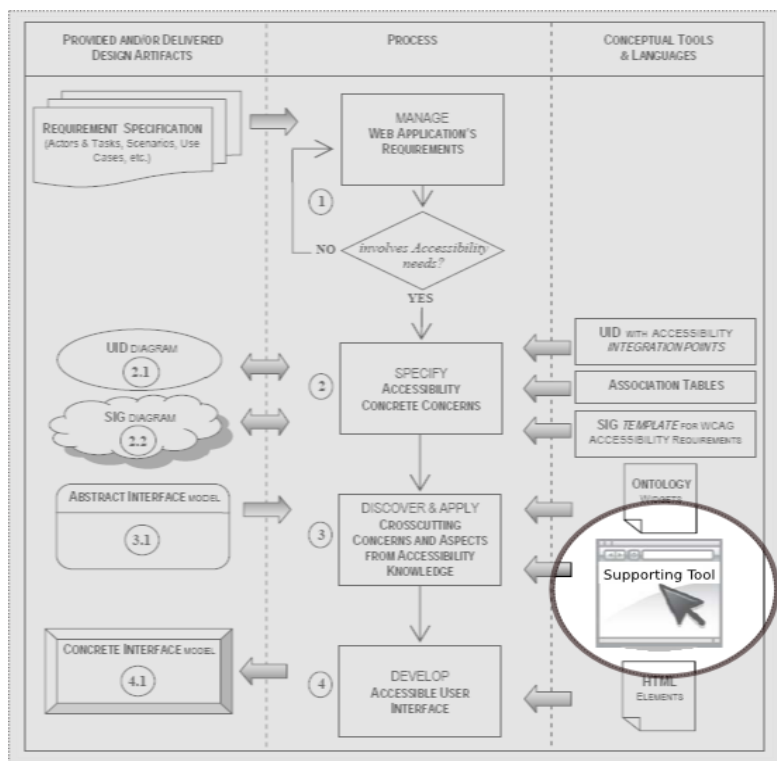 PROVIDED AND/OR DELIVERED
DESIGN ARTIFACTS
PROCESS
CONCEPTUAL TOOLS
& LANGUAGES
REQUIREMENT SPECIFICATION
(Actors & Tasks, Scenarios, Use
Cases, etc.)
MANAGE
WEB APPLICATION'S
REQUIREMENTS
1
NO
involves Accessibility
needs?
YES
UID DIAGRAM
2.1
SIG DIAGRAM
2.2
2
SPECIFY
ACCESSIBILITY
CONCRETE CONCERNS
UID WITH ACCESSIBILITY
INTEGRATION POINTS
ASSOCIATION TABLES
SIG TEMPLATE FOR WCAG
ACCESSIBILITY REQUIREMENTS
ABSTRACT INTERFACE MODEL
3.1
3
DISCOVER & APPLY
CROSSCUTTING
CONCERNS AND ASPECTS
FROM ACCESSIBILITY
KNOWLEDGE
ONTOLOGY
WIDGETS
Supporting Tool
CONCRETE INTERFACE MODEL
4.1
4
DEVELOP
ACCESSIBLE USER
INTERFACE
HTML
ELEMENTS